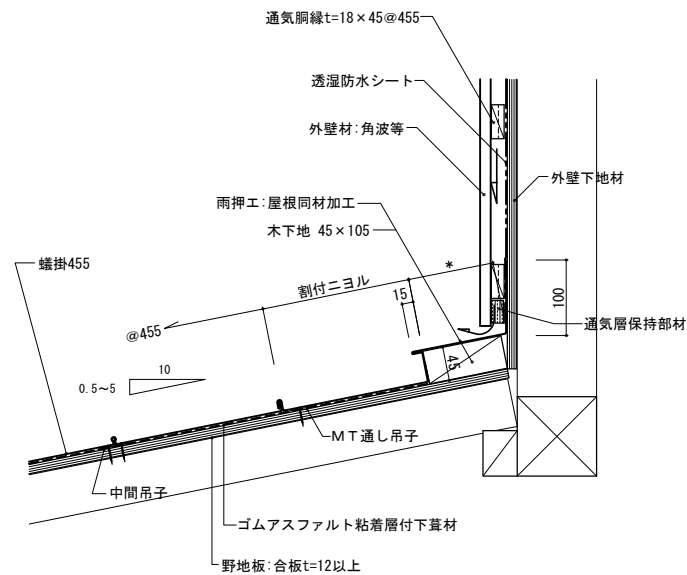 通気胴縁t=18×45@455
透湿防水シート
外壁材:角波等
外壁下地材
雨押エ:屋根同材加工
木下地 45×105
蟻掛455
*
割付ニヨル
15
100
@455
通気層保持部材
10
45
0.5~5
MT通し吊子
中間吊子
ゴムアスファルト粘着層付下葺材
野地板:合板t=12以上